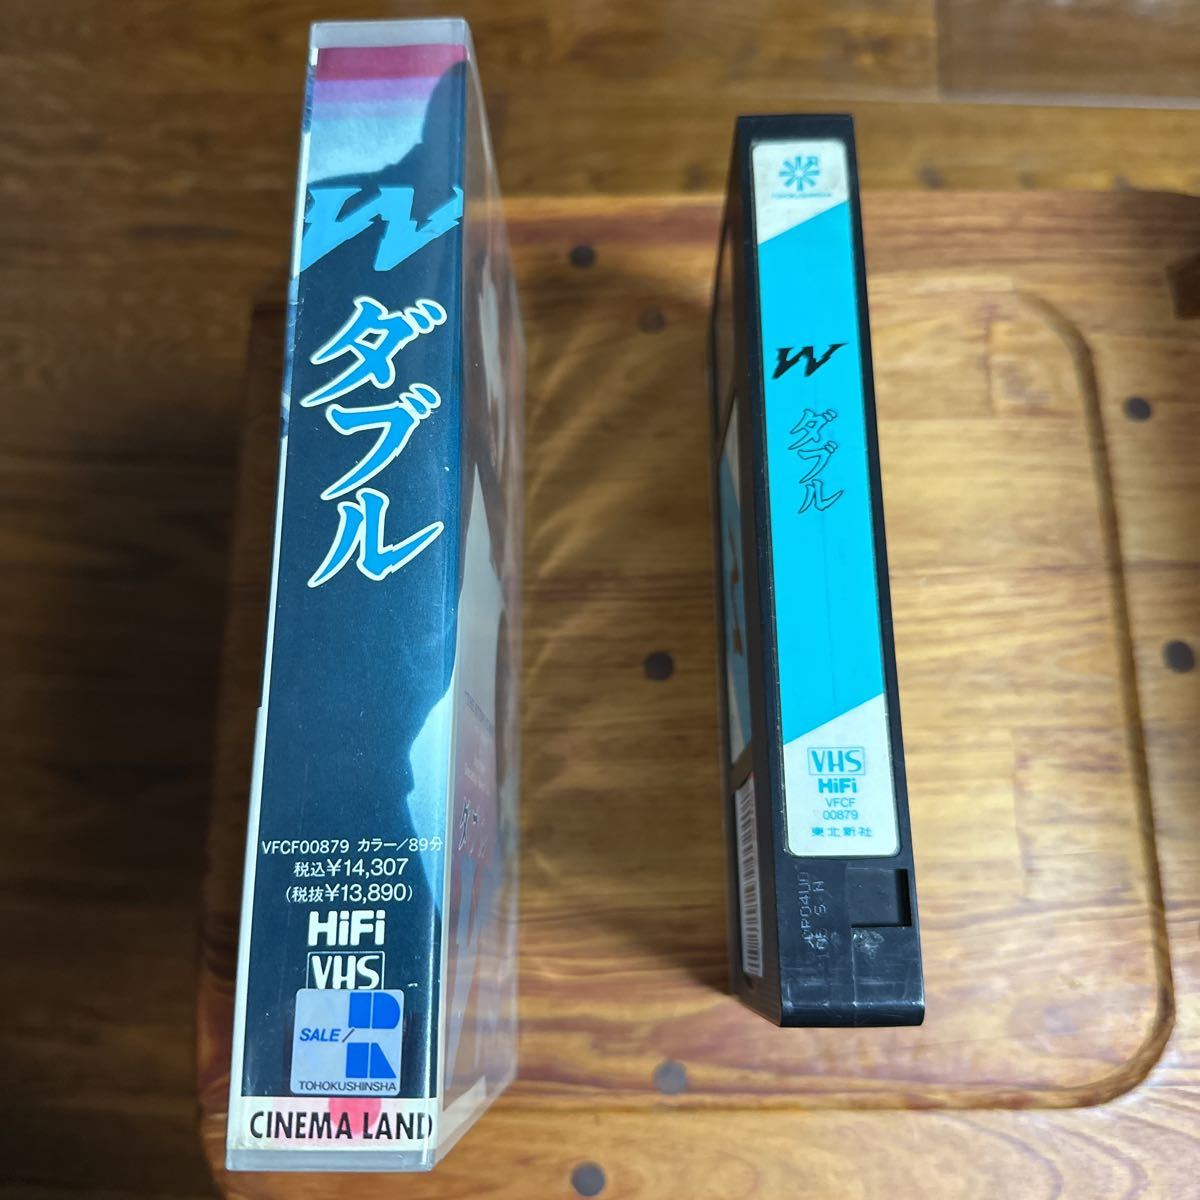 W
ダブル
VFCF00879 カラー/89分
税込¥14,307
(税抜¥13,890)
HiFi
VHS
SALE/R
TOHOKUSHINSHA
CINEMA LAND
TOHOKUSHINSHA
W
ダブル
VHS
HiFi
VFCF
00879
東北新社